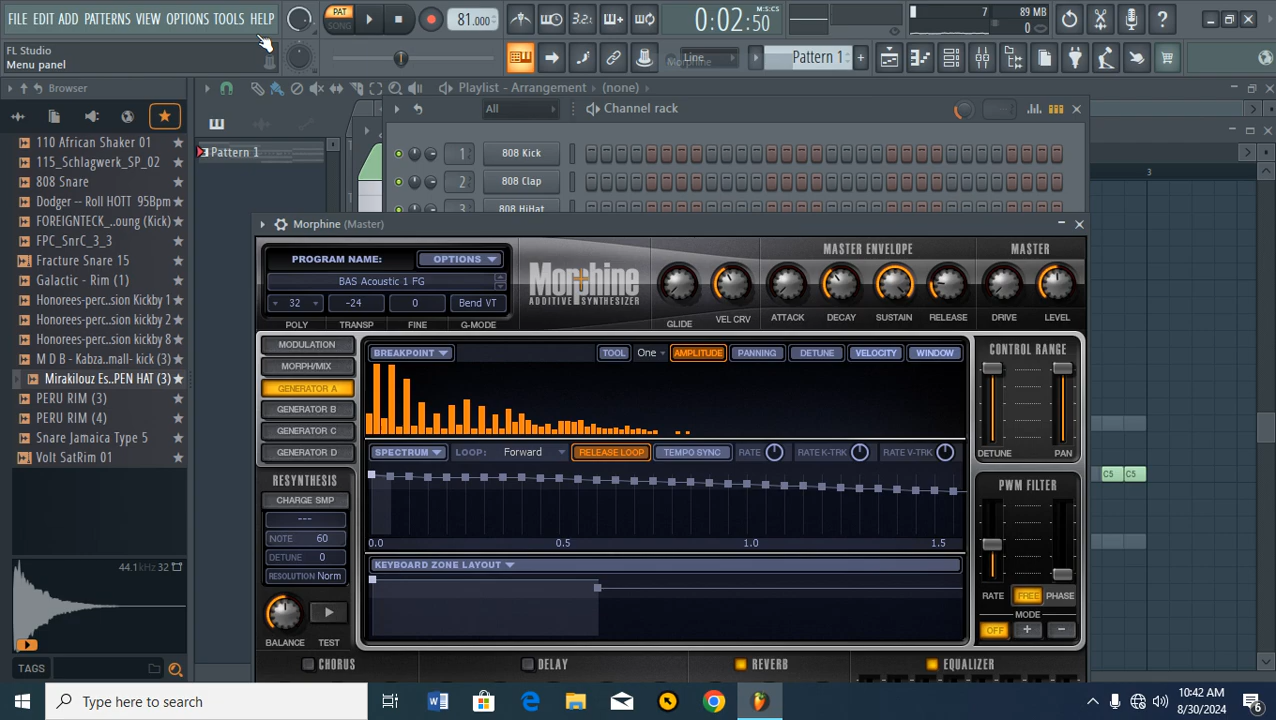 FILE EDIT ADD PATTERNS VIEW OPTIONS TOOLS HELP
PAT
SONG
81.000
3.2.
0:02:50
M:S:CS
7
89 MB
0
FL Studio
Menu panel
Line
Morphine
Pattern 1
Browser
Playlist - Arrangement
(none)
All
Channel rack
110 African Shaker 01
115_Schlagwerk_SP_02
808 Snare
Dodger -- Roll HOTT 95Bpm
FOREIGNTECK_..oung (Kick)
FPC_SnrC_3_3
Fracture Snare 15
Galactic - Rim (1)
Honorees-perc...sion kickby 1
Honorees-perc...sion kickby 2
Honorees-perc...sion kickby 8
M D B - Kabza...mall- kick (3)
Mirakilouz Es...PEN HAT (3)
PERU RIM (3)
PERU RIM (4)
Snare Jamaica Type 5
Volt SatRim 01
44.1kHz 32
TAGS
Pattern 1
1
808 Kick
2
808 Clap
3
808 HiHat
3
C5
C5
Morphine (Master)
PROGRAM NAME:
OPTIONS
BAS Acoustic 1 FG
32
-24
0
Bend VT
POLY
TRANSP
FINE
G-MODE
Morphine
ADDITIVE SYNTHESIZER
GLIDE
VEL CRV
MASTER ENVELOPE
ATTACK
DECAY
SUSTAIN
RELEASE
MASTER
DRIVE
LEVEL
MODULATION
MORPH/MIX
GENERATOR A
GENERATOR B
GENERATOR C
GENERATOR D
RESYNTHESIS
CHARGE SMP
---
NOTE 60
DETUNE 0
RESOLUTION Norm
BALANCE
TEST
BREAKPOINT
TOOL
One
AMPLITUDE
PANNING
DETUNE
VELOCITY
WINDOW
SPECTRUM
LOOP:
Forward
RELEASE LOOP
TEMPO SYNC
RATE
RATE K-TRK
RATE V-TRK
0.0
0.5
1.0
1.5
KEYBOARD ZONE LAYOUT
CONTROL RANGE
DETUNE
PAN
PWM FILTER
RATE
FREE
PHASE
MODE
OFF
+
-
CHORUS
DELAY
REVERB
EQUALIZER
Type here to search
10:42 AM
8/30/2024
6